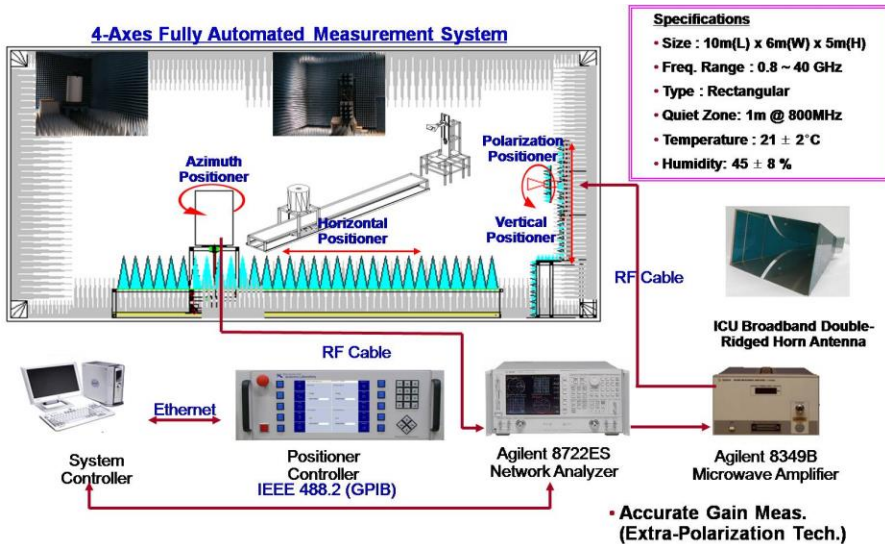 4-Axes Fully Automated Measurement System
Specifications
• Size : 10m(L) x 6m(W) x 5m(H)
• Freq. Range : 0.8 ~ 40 GHz
• Type : Rectangular
• Quiet Zone: 1m @ 800MHz
• Temperature : 21 ± 2°C
• Humidity: 45 ± 8 %
Azimuth
Positioner
Horizontal
Positioner
Polarization
Positioner
Vertical
Positioner
RF Cable
ICU Broadband Double-
Ridged Horn Antenna
RF Cable
Ethernet
System
Controller
Positioner
Controller
Agilent 8722ES
Network Analyzer
Agilent 8349B
Microwave Amplifier
IEEE 488.2 (GPIB)
• Accurate Gain Meas.
(Extra-Polarization Tech.)